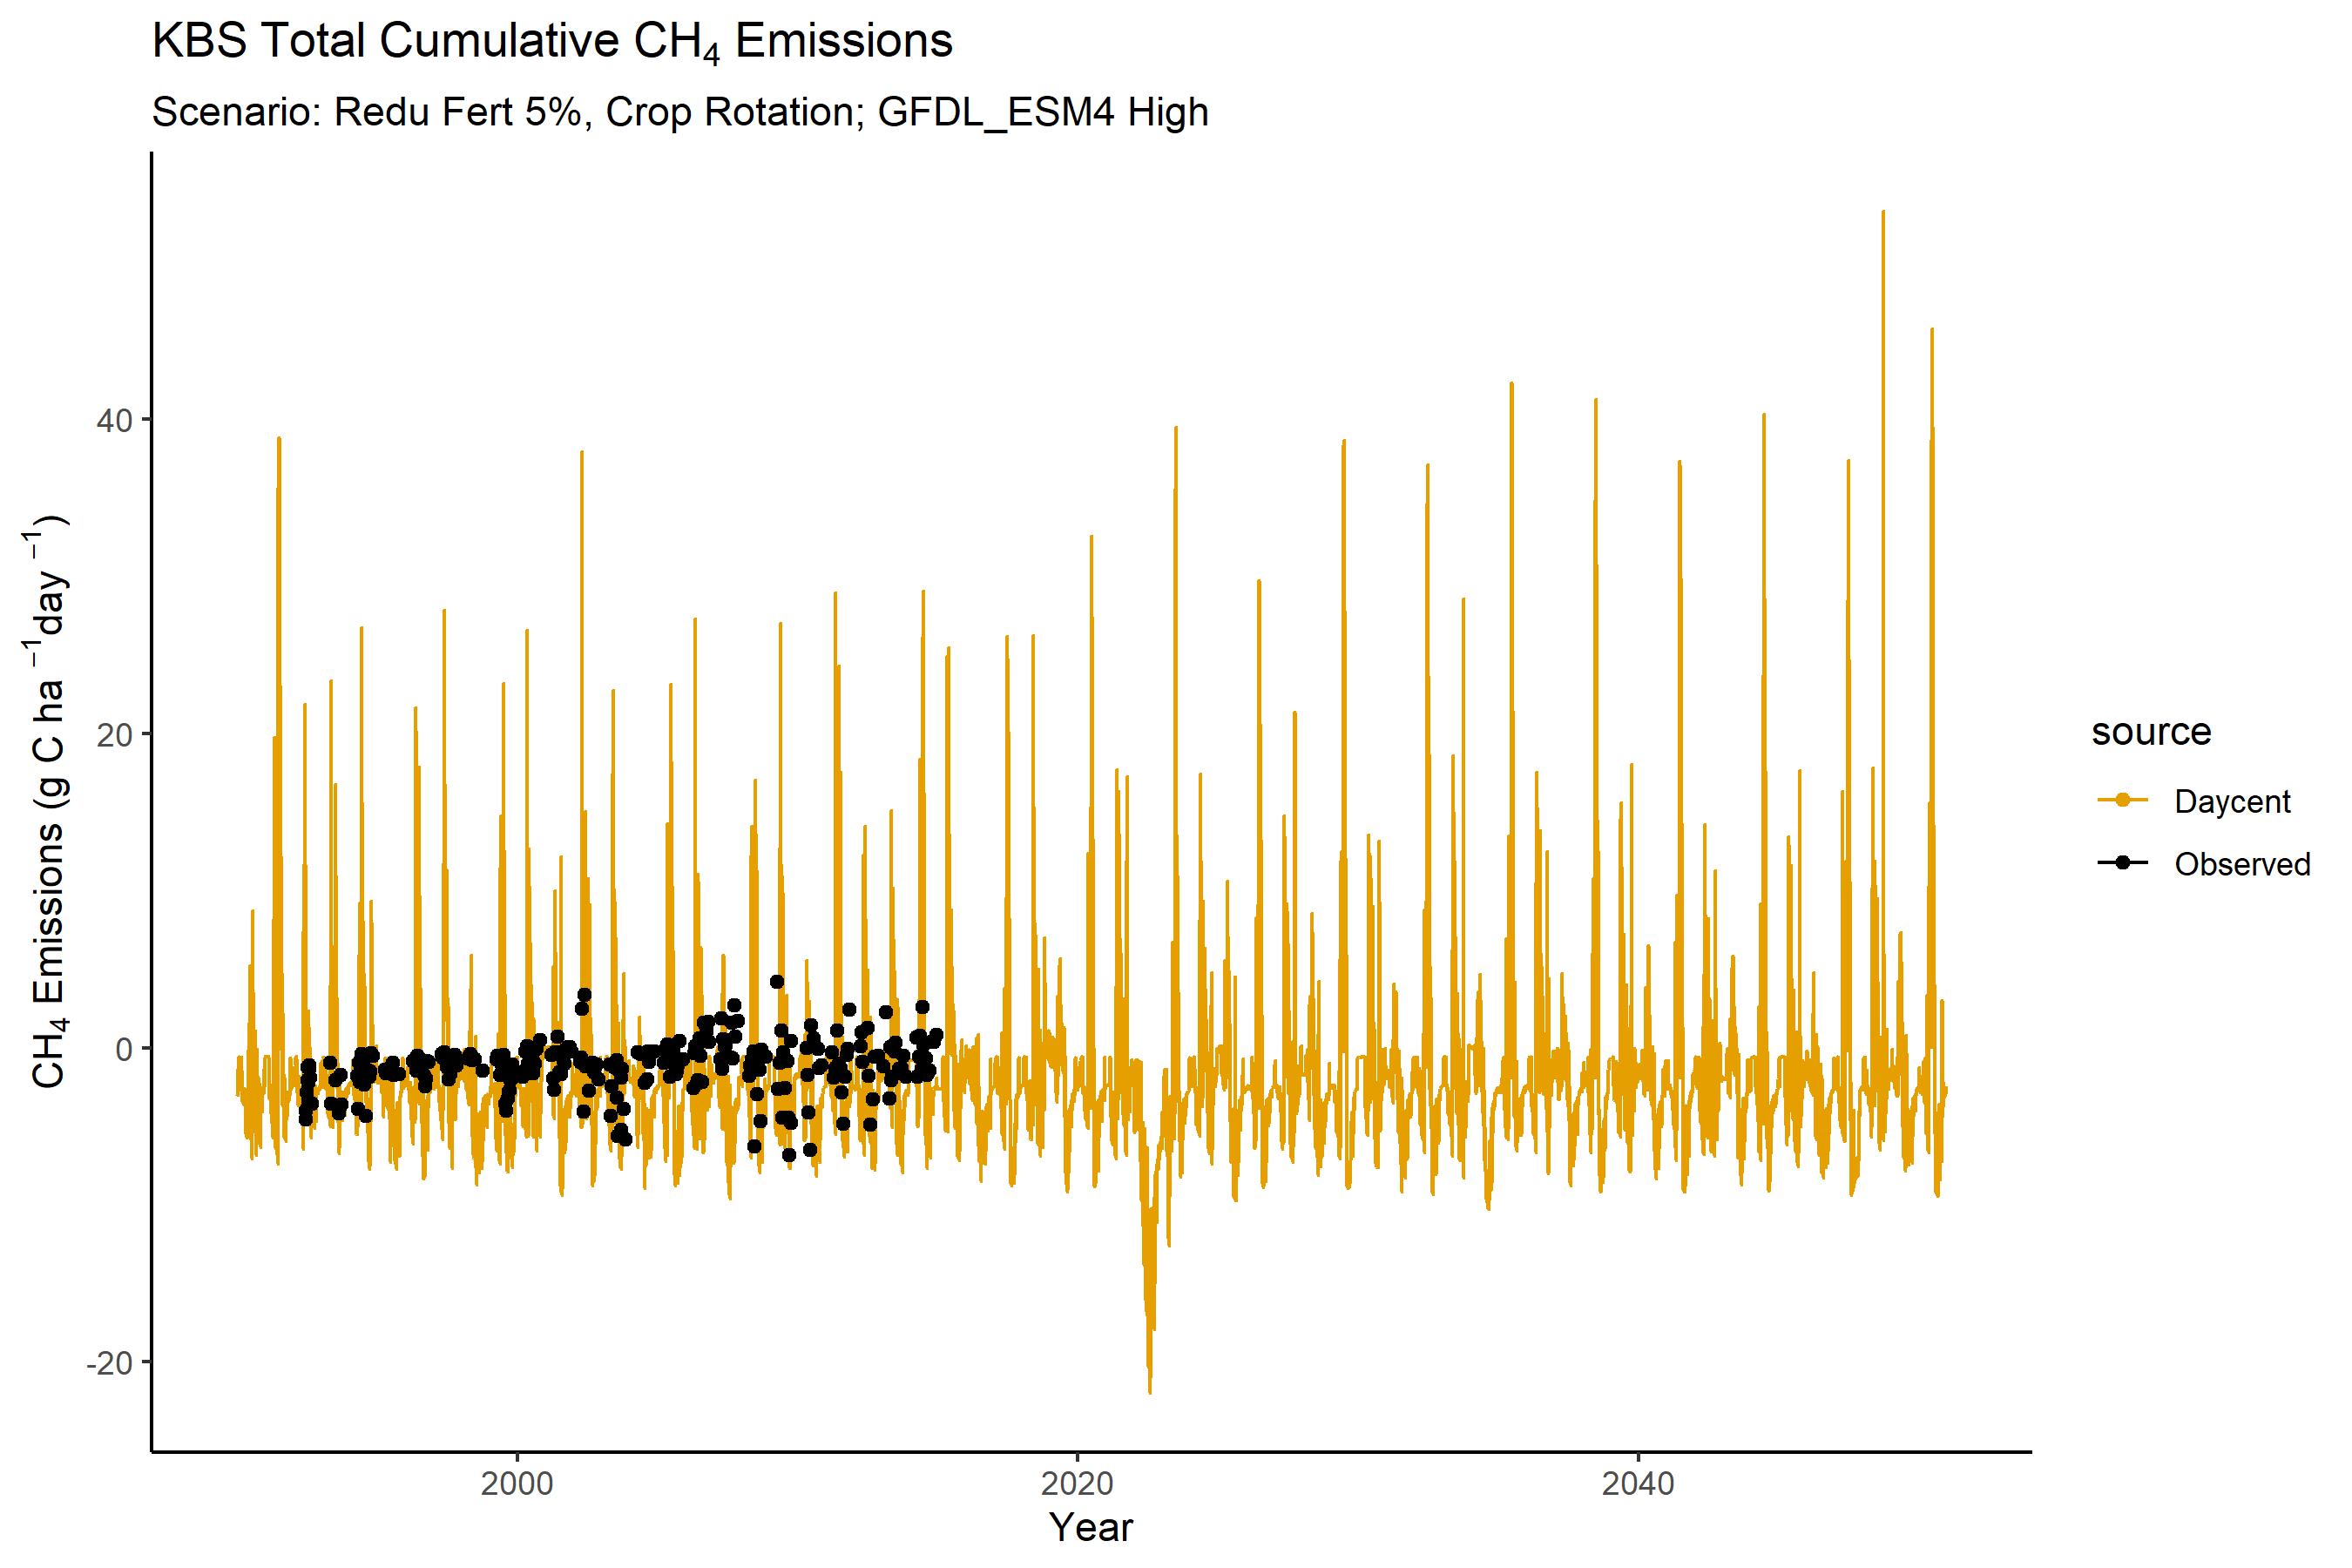 KBS Total Cumulative CH₄ Emissions
Scenario: Redu Fert 5%, Crop Rotation; GFDL_ESM4 High
CH₄ Emissions (g C ha ⁻¹day ⁻¹)
40
20
0
-20
2000
2020
2040
Year
source
Daycent
Observed